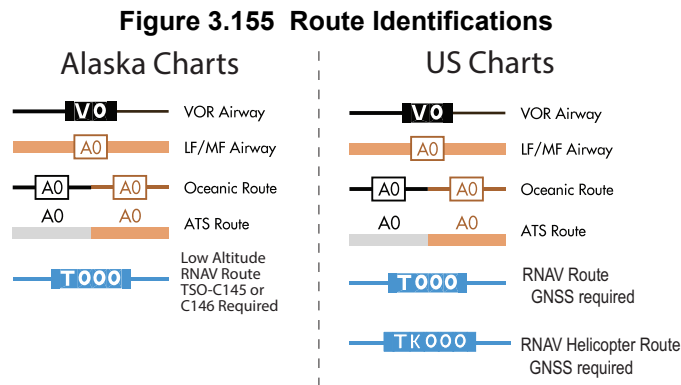 Figure 3.155 Route Identifications
Alaska Charts
V0
VOR Airway
A0
LF/MF Airway
A0 A0
Oceanic Route
A0 A0
ATS Route
T000
Low Altitude
RNAV Route
TSO-C145 or
C146 Required
US Charts
V0
VOR Airway
A0
LF/MF Airway
A0 A0
Oceanic Route
A0 A0
ATS Route
T000
RNAV Route
GNSS required
TK000
RNAV Helicopter Route
GNSS required